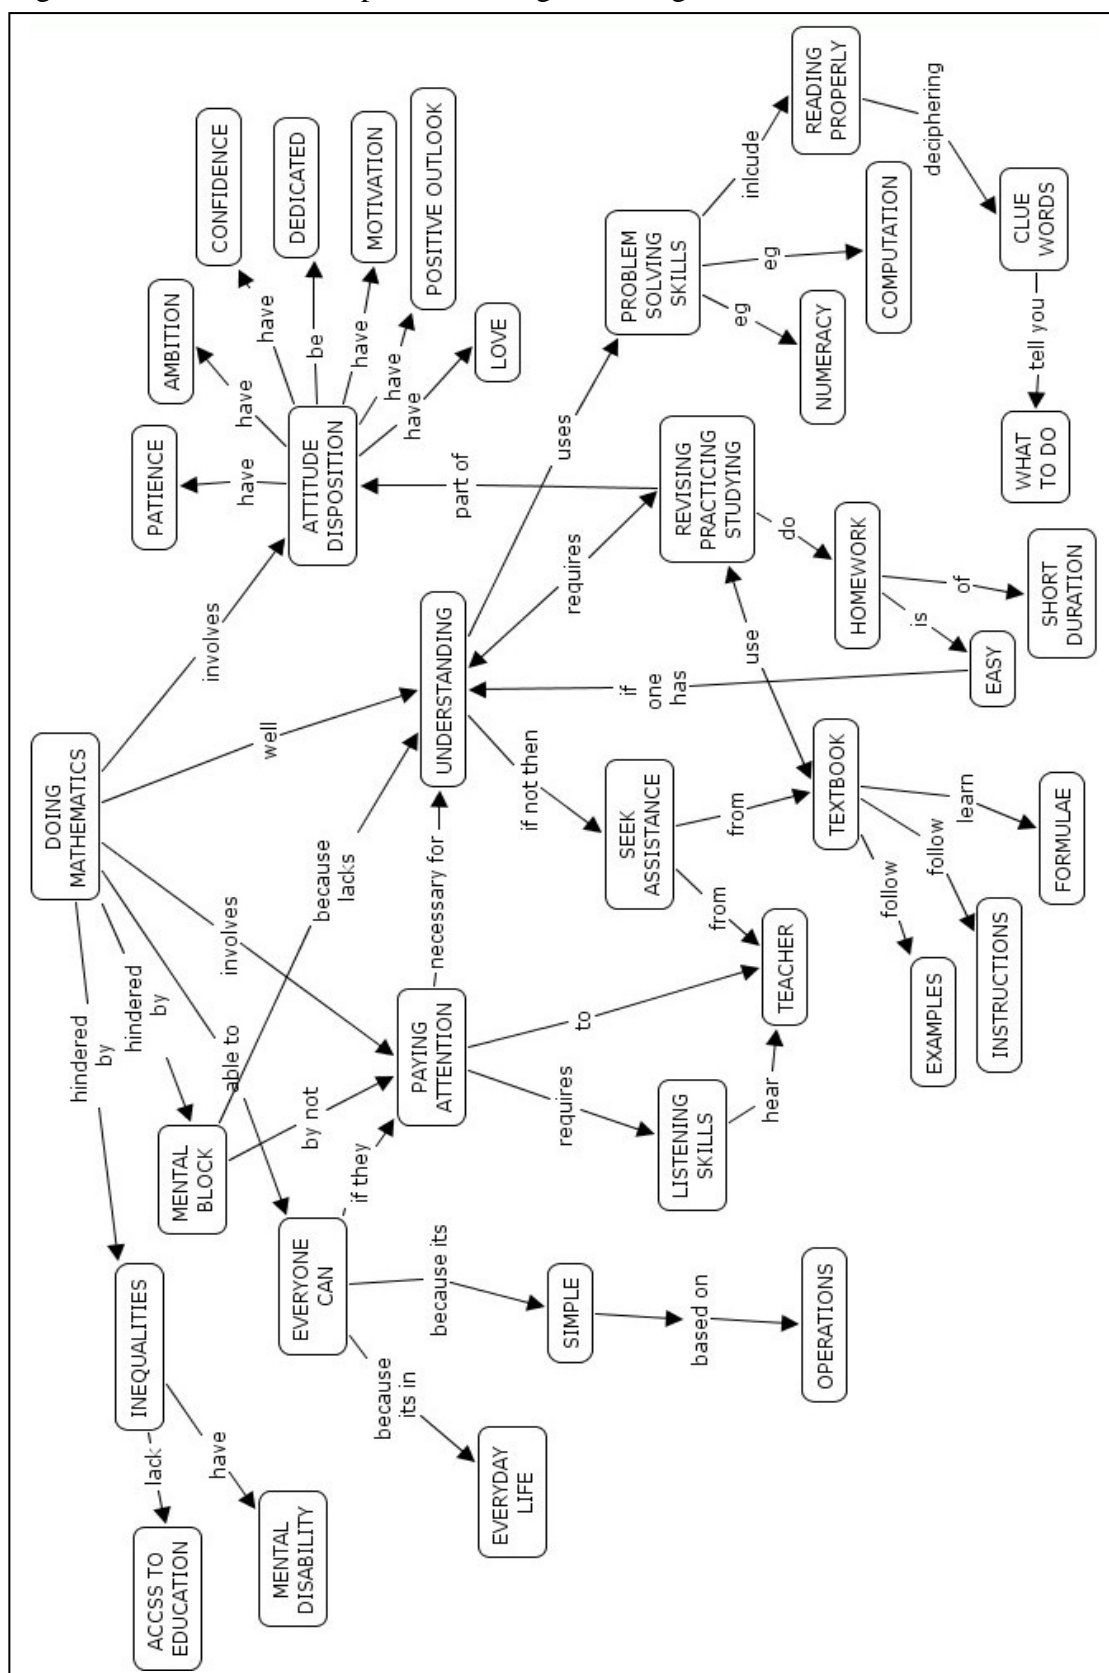 DOING
MATHEMATICS
hindered
by
hindered
by
able to
involves
well
involves
INEQUALITIES
lack
have
ACCSS TO
EDUCATION
MENTAL
DISABILITY
MENTAL
BLOCK
because
lacks
by not
EVERYONE
CAN
if they
because its
because
its in
EVERYDAY
LIFE
SIMPLE
based on
OPERATIONS
PAYING
ATTENTION
necessary for
to
requires
LISTENING
SKILLS
hear
TEACHER
UNDERSTANDING
uses
requires
if not then
if
one
has
SEEK
ASSISTANCE
from
from
TEXTBOOK
use
follow
follow
learn
EXAMPLES
INSTRUCTIONS
FORMULAE
ATTITUDE
DISPOSITION
have
have
have
be
have
have
have
PATIENCE
AMBITION
CONFIDENCE
DEDICATED
MOTIVATION
POSITIVE OUTLOOK
LOVE
part of
REVISING
PRACTICING
STUDYING
do
HOMEWORK
is
of
EASY
SHORT
DURATION
PROBLEM
SOLVING
SKILLS
eg
eg
inlcude
NUMERACY
COMPUTATION
READING
PROPERLY
deciphering
CLUE
WORDS
tell you
WHAT
TO DO